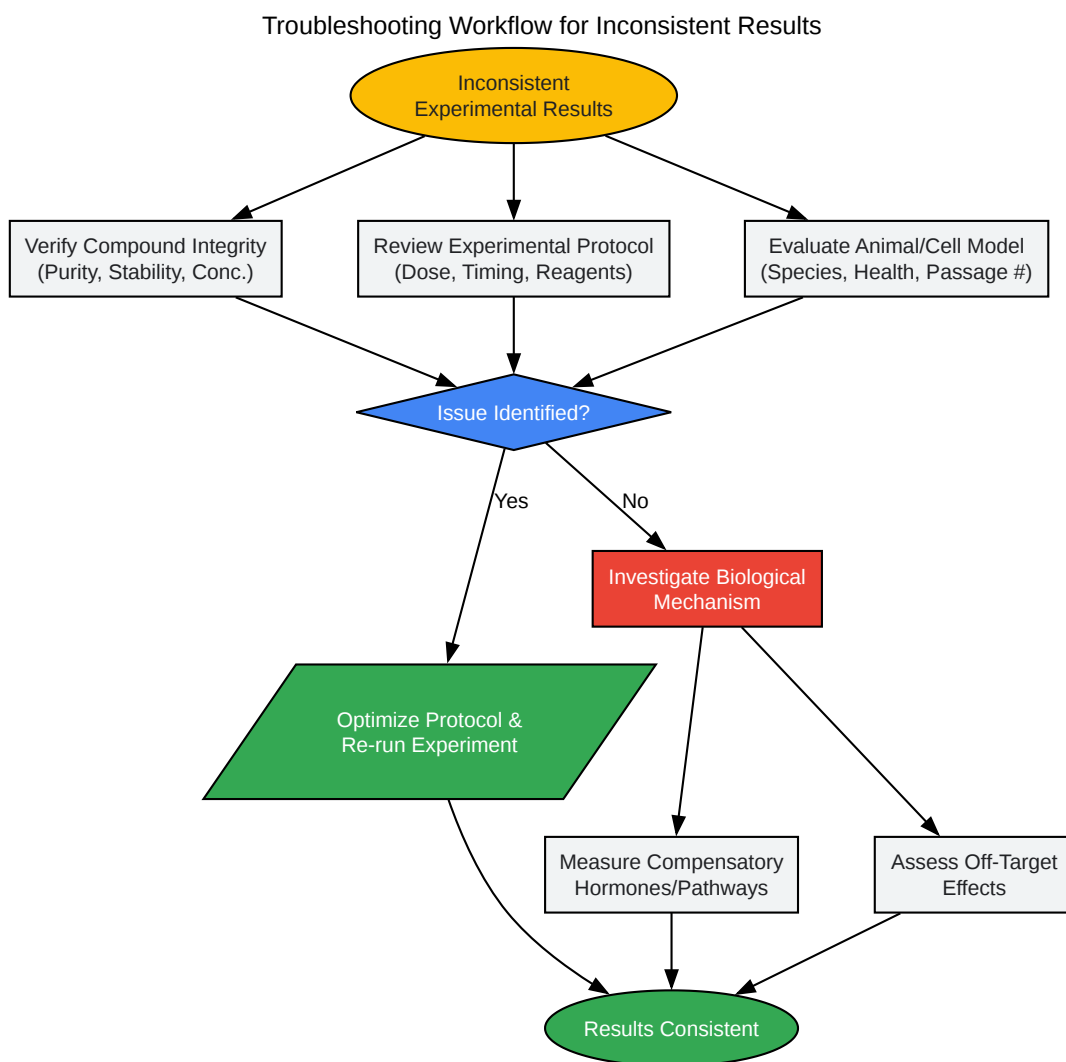 Troubleshooting Workflow for Inconsistent Results
Inconsistent
Experimental Results
Verify Compound Integrity
(Purity, Stability, Conc.)
Review Experimental Protocol
(Dose, Timing, Reagents)
Evaluate Animal/Cell Model
(Species, Health, Passage #)
Issue Identified?
Yes
No
Investigate Biological
Mechanism
Optimize Protocol &
Re-run Experiment
Measure Compensatory
Hormones/Pathways
Assess Off-Target
Effects
Results Consistent